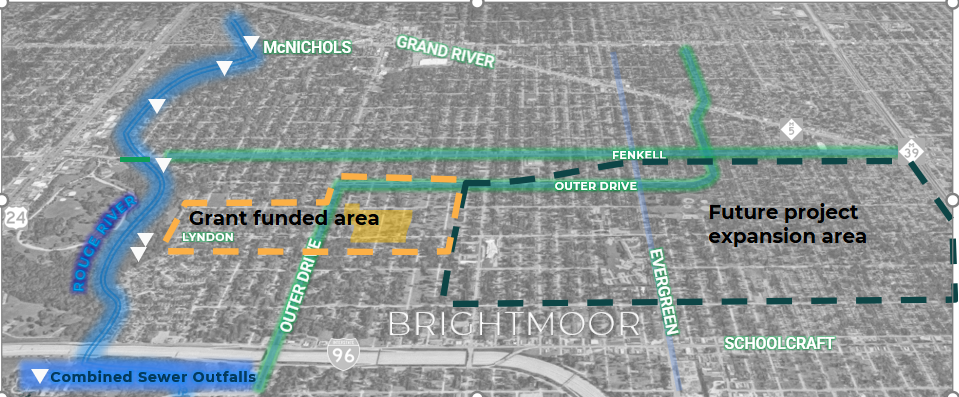 McNICHOLS
GRAND RIVER
M
5
FENKELL
M
39
OUTER DRIVE
24
ROUGE RIVER
Grant funded area
LYNDON
Future project
expansion area
OUTER DRIVE
EVERGREEN
BRIGHTMOOR
SCHOOLCRAFT
96
Combined Sewer Outfalls